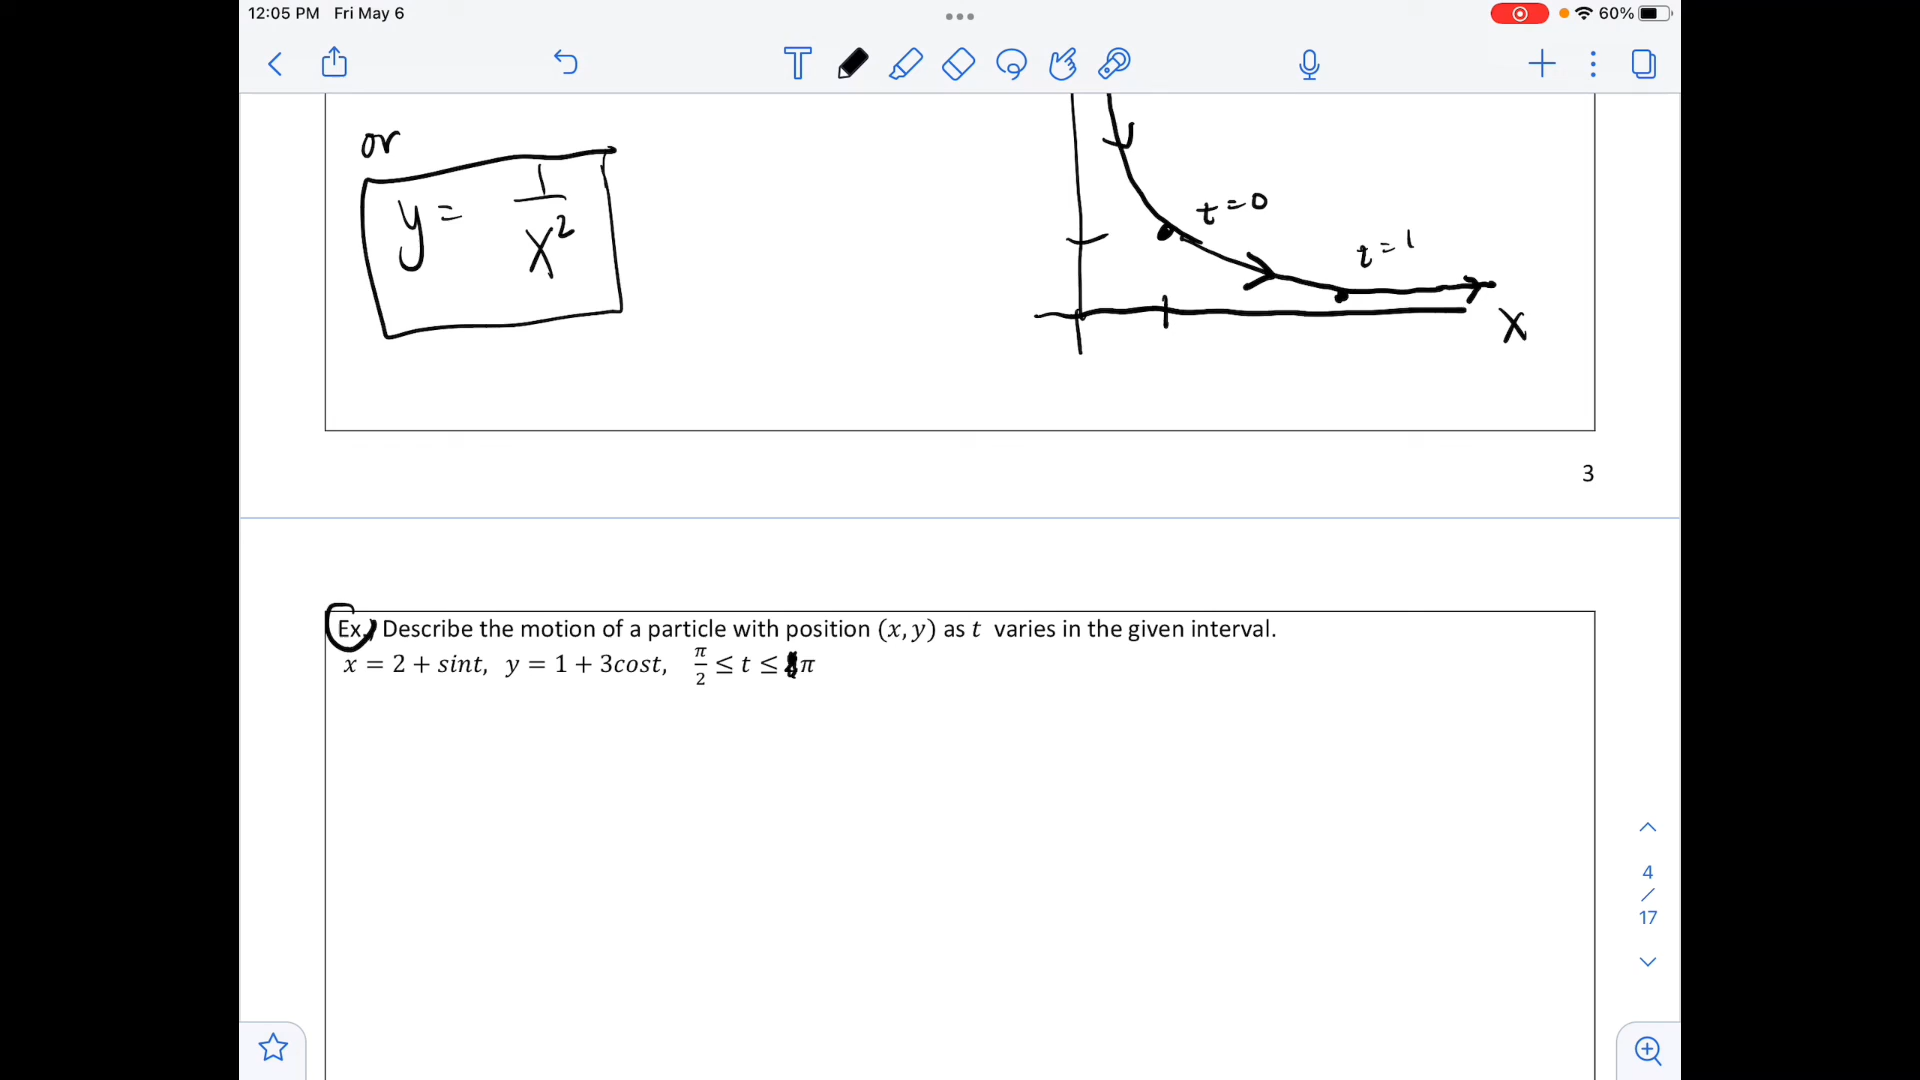 12:05 PM Fri May 6
60%
or
y = 1/x²
t=0
t=1
X
3
Ex.) Describe the motion of a particle with position (x, y) as t varies in the given interval.
x = 2 + sint, y = 1 + 3cost, π/2 ≤ t ≤ π
4
/
17